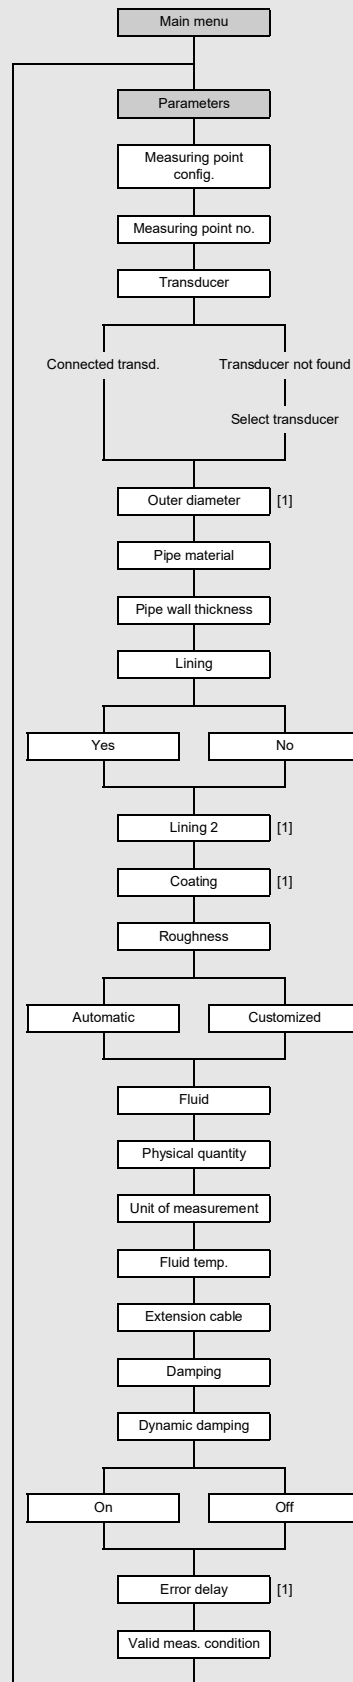 Main menu
Parameters
Measuring point
config.
Measuring point no.
Transducer
Connected transd.
Transducer not found
Select transducer
Outer diameter [1]
Pipe material
Pipe wall thickness
Lining
Yes
No
Lining 2 [1]
Coating [1]
Roughness
Automatic
Customized
Fluid
Physical quantity
Unit of measurement
Fluid temp.
Extension cable
Damping
Dynamic damping
On
Off
Error delay [1]
Valid meas. condition